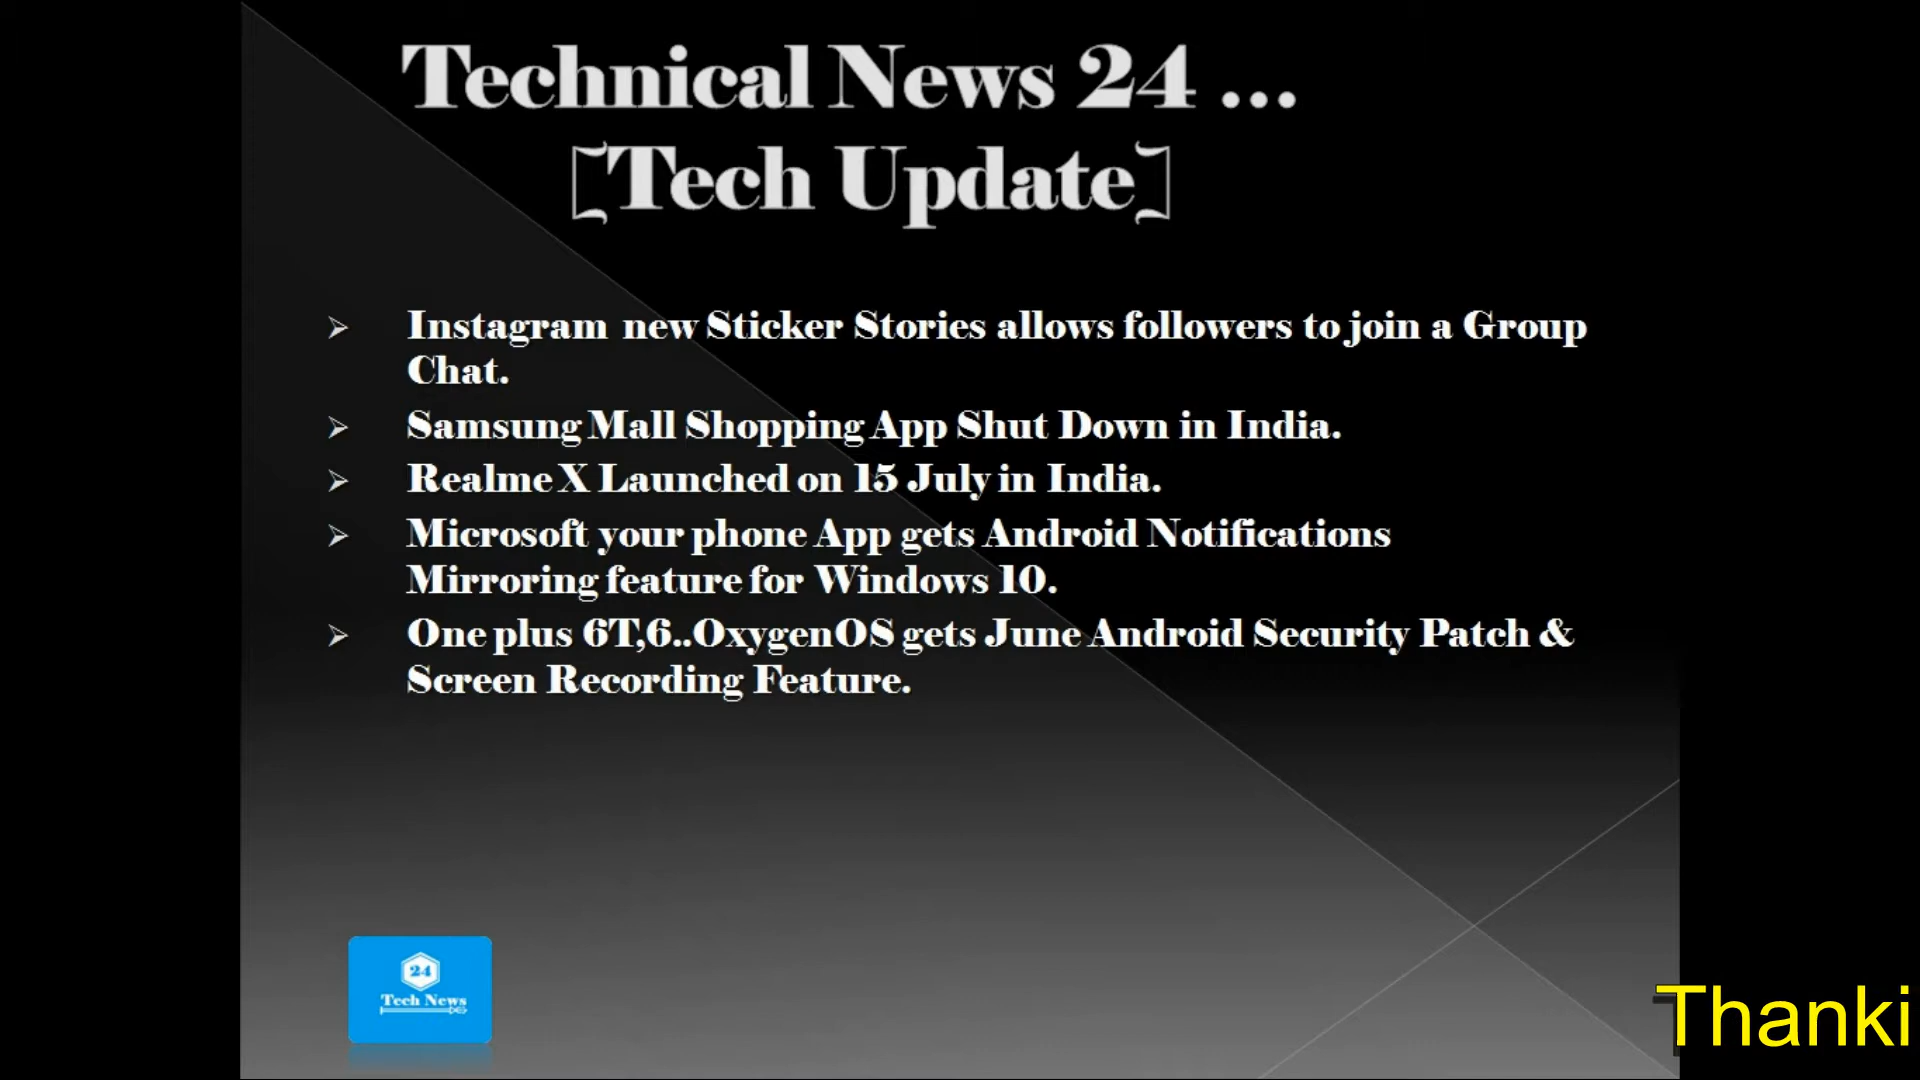 Technical News 24 ...
[Tech Update]
➢ Instagram new Sticker Stories allows followers to join a Group
Chat.
➢ Samsung Mall Shopping App Shut Down in India.
➢ Realme X Launched on 15 July in India.
➢ Microsoft your phone App gets Android Notifications
Mirroring feature for Windows 10.
➢ One plus 6T,6..OxygenOS gets June Android Security Patch &
Screen Recording Feature.
24
Tech News
Thanki